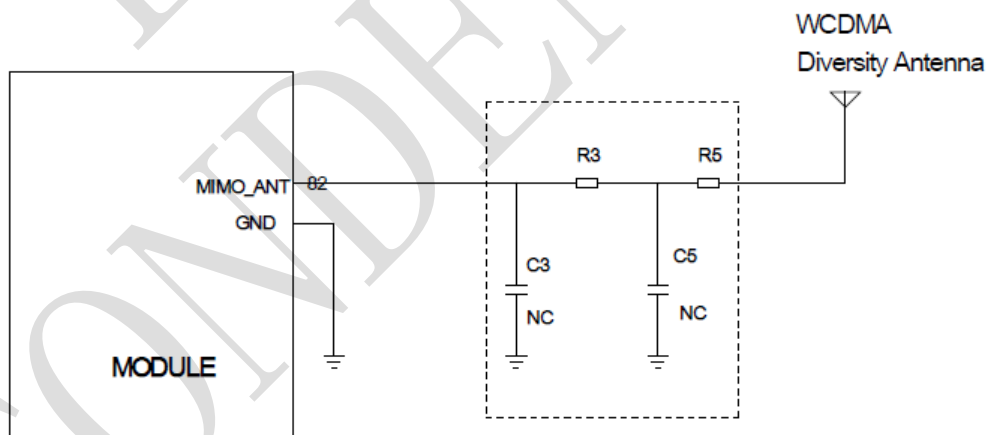 WCDMA
Diversity Antenna
R3
R5
MIMO_ANT
82
GND
C3
C5
NC
NC
MODULE